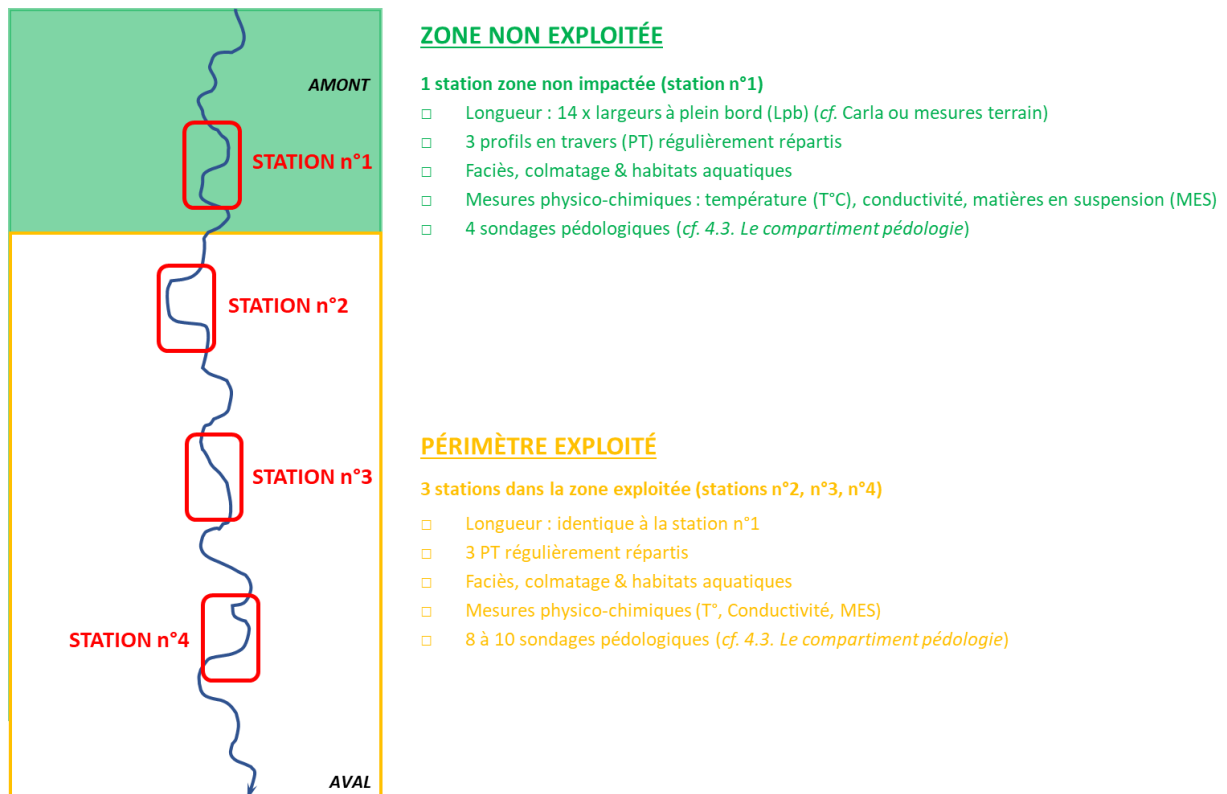 AMONT
STATION n°1
STATION n°2
STATION n°3
STATION n°4
AVAL
ZONE NON EXPLOITÉE
1 station zone non impactée (station n°1)
□ Longueur : 14 x largeurs à plein bord (Lpb) (cf. Carla ou mesures terrain)
□ 3 profils en travers (PT) régulièrement répartis
□ Faciès, colmatage & habitats aquatiques
□ Mesures physico-chimiques : température (T°C), conductivité, matières en suspension (MES)
□ 4 sondages pédologiques (cf. 4.3. Le compartiment pédologie)
PÉRIMÈTRE EXPLOITÉ
3 stations dans la zone exploitée (stations n°2, n°3, n°4)
□ Longueur : identique à la station n°1
□ 3 PT régulièrement répartis
□ Faciès, colmatage & habitats aquatiques
□ Mesures physico-chimiques (T°, Conductivité, MES)
□ 8 à 10 sondages pédologiques (cf. 4.3. Le compartiment pédologie)